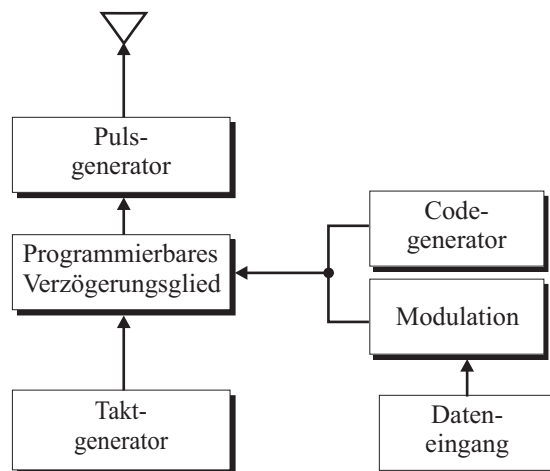 Puls-
generator
Programmierbares
Verzögerungsglied
Takt-
generator
Code-
generator
Modulation
Daten-
eingang